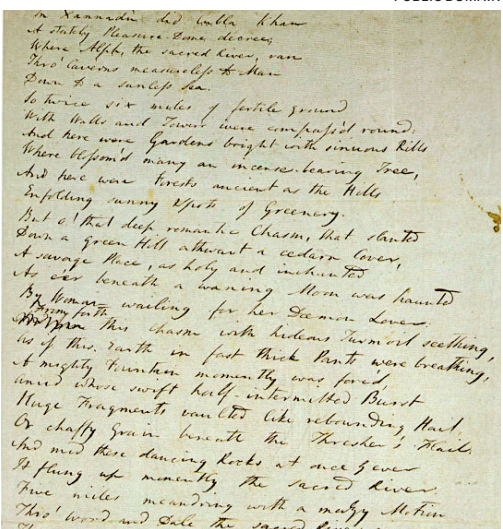 PUBLIC DOMAIN
In Xannadù did Cubla Khan
A stately Pleasure Dome decree;
Where Alph, the sacred River, ran
Thro' Caverns measureless to Man
Down to a sunless Sea.
So twice six miles of fertile ground
With Walls and Towers were compass'd round:
And here were Gardens bright with sinuous Rills
Where blossom'd many an incense-bearing Tree,
And here were Forests ancient as the Hills
Enfolding sunny Spots of Greenery.
But o! that deep romantic Chasm, that slanted
Down a green Hill athwart a cedarn Cover,
A savage Place, as holy and inchanted
As e'er beneath a waning Moon was haunted
By Woman wailing for her Daemon Lover:
From forth
this Chasm with hideous Turmoil seething,
As if this Earth in fast thick Pants were breathing,
A mighty Fountain momently was forc'd,
Amid whose swift half-intermitted Burst
Huge Fragments vaulted like rebounding Hail,
Or chaffy Grain beneath the Thresher's Flail.
And mid these dancing Rocks at once & ever
It flung up momently the sacred River.
Five miles meandring with a mazy Motion
Thro' Wood and Dale the sacred River